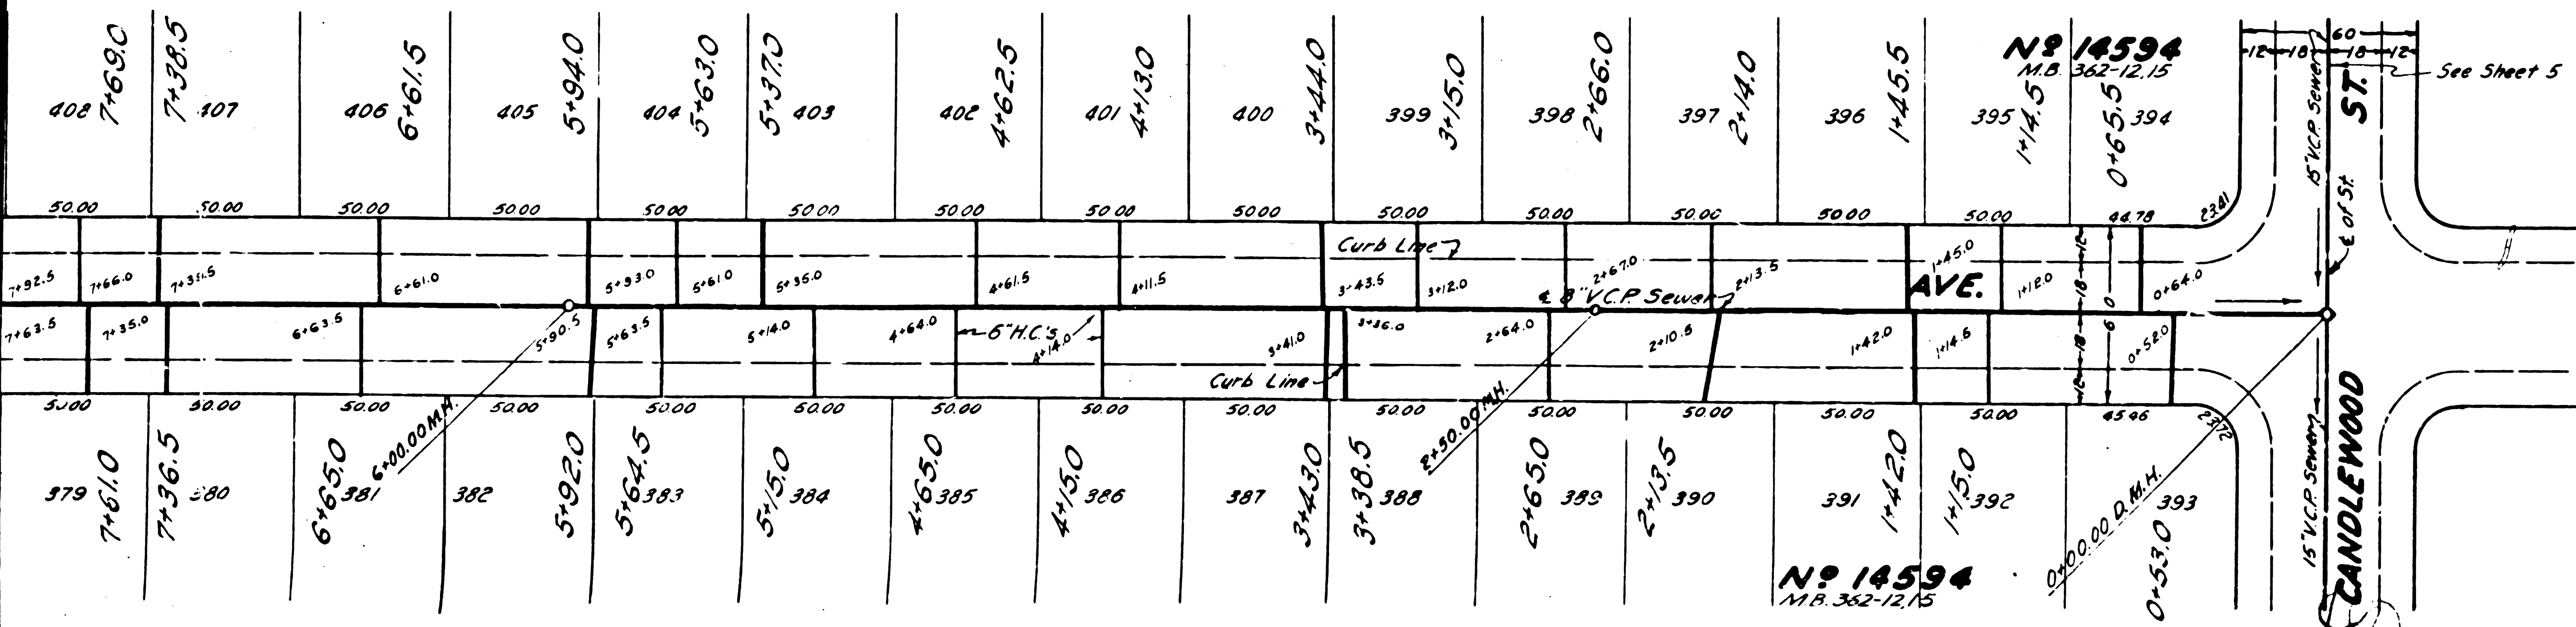 Nº 14594
M.B. 362-12,15
60
12 18 18 12
See Sheet 5
15" V.C.P. Sewer
ST.
₵ of St.
7+69.0 7+38.5 6+61.5 5+94.0 5+63.0 5+37.0 4+62.5 4+13.0 3+44.0 3+15.0 2+66.0 2+14.0 1+45.5 1+14.5 0+65.5
408 407 406 405 404 403 402 401 400 399 398 397 396 395 394
50.00 50.00 50.00 50.00 50.00 50.00 50.00 50.00 50.00 50.00 50.00 50.00 50.00 50.00 44.78 23.41
Curb Line
7+92.5 7+66.0 6+61.0 5+93.0 5+61.0 5+35.0 4+61.5 4+11.5 3+43.5 3+12.0 2+67.0 2+13.5 1+45.0 1+12.0 0+64.0
₵ 8" V.C.P. Sewer
AVE.
12 18 18 12
60
7+63.5 7+35.0 6+63.5 5+90.5 5+63.5 5+14.0 4+64.0 6" H.C.'s 4+14.0 3+41.0 3+36.0 2+64.0 2+10.5 1+42.0 1+14.5 0+52.0
Curb Line
50.00 50.00 50.00 50.00 50.00 50.00 50.00 50.00 50.00 50.00 50.00 50.00 50.00 50.00 45.46 23.72
6+00.00 M.H.
2+50.00 M.H.
0+00.00 D.M.H.
7+61.0 7+36.5 6+65.0 5+92.0 5+64.5 5+15.0 4+65.0 4+15.0 3+43.0 3+38.5 2+65.0 2+13.5 1+42.0 1+15.0 0+53.0
379 380 381 382 383 384 385 386 387 388 389 390 391 392 393
15" V.C.P. Sewer
CANDLEWOOD
Nº 14594
M.B. 362-12,15